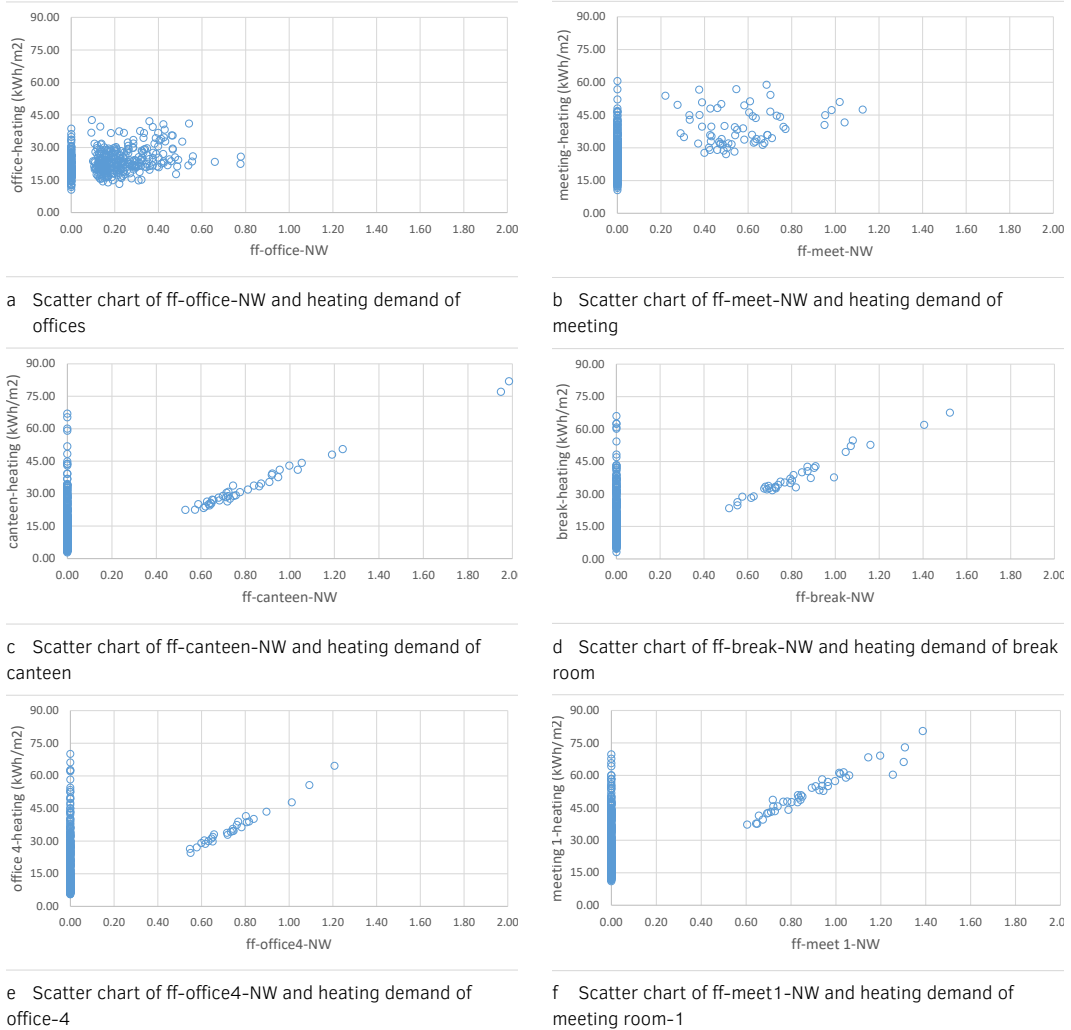 90.00
75.00
60.00
45.00
30.00
15.00
0.00
office-heating (kWh/m2)
0.00 0.20 0.40 0.60 0.80 1.00 1.20 1.40 1.60 1.80 2.00
ff-office-NW
a Scatter chart of ff-office-NW and heating demand of
offices
90.00
75.00
60.00
45.00
30.00
15.00
0.00
meeting-heating (kWh/m2)
0.00 0.20 0.40 0.60 0.80 1.00 1.20 1.40 1.60 1.80 2.00
ff-meet-NW
b Scatter chart of ff-meet-NW and heating demand of
meeting
90.00
75.00
60.00
45.00
30.00
15.00
0.00
canteen-heating (kWh/m2)
0.00 0.20 0.40 0.60 0.80 1.00 1.20 1.40 1.60 1.80 2.0
ff-canteen-NW
c Scatter chart of ff-canteen-NW and heating demand of
canteen
90.00
75.00
60.00
45.00
30.00
15.00
0.00
break-heating (kWh/m2)
0.00 0.20 0.40 0.60 0.80 1.00 1.20 1.40 1.60 1.80 2.00
ff-break-NW
d Scatter chart of ff-break-NW and heating demand of break
room
90.00
75.00
60.00
45.00
30.00
15.00
0.00
office 4-heating (kWh/m2)
0.00 0.20 0.40 0.60 0.80 1.00 1.20 1.40 1.60 1.80 2.00
ff-office4-NW
e Scatter chart of ff-office4-NW and heating demand of
office-4
90.00
75.00
60.00
45.00
30.00
15.00
0.00
meeting 1-heating (kWh/m2)
0.00 0.20 0.40 0.60 0.80 1.00 1.20 1.40 1.60 1.80 2.00
ff-meet 1-NW
f Scatter chart of ff-meet1-NW and heating demand of
meeting room-1